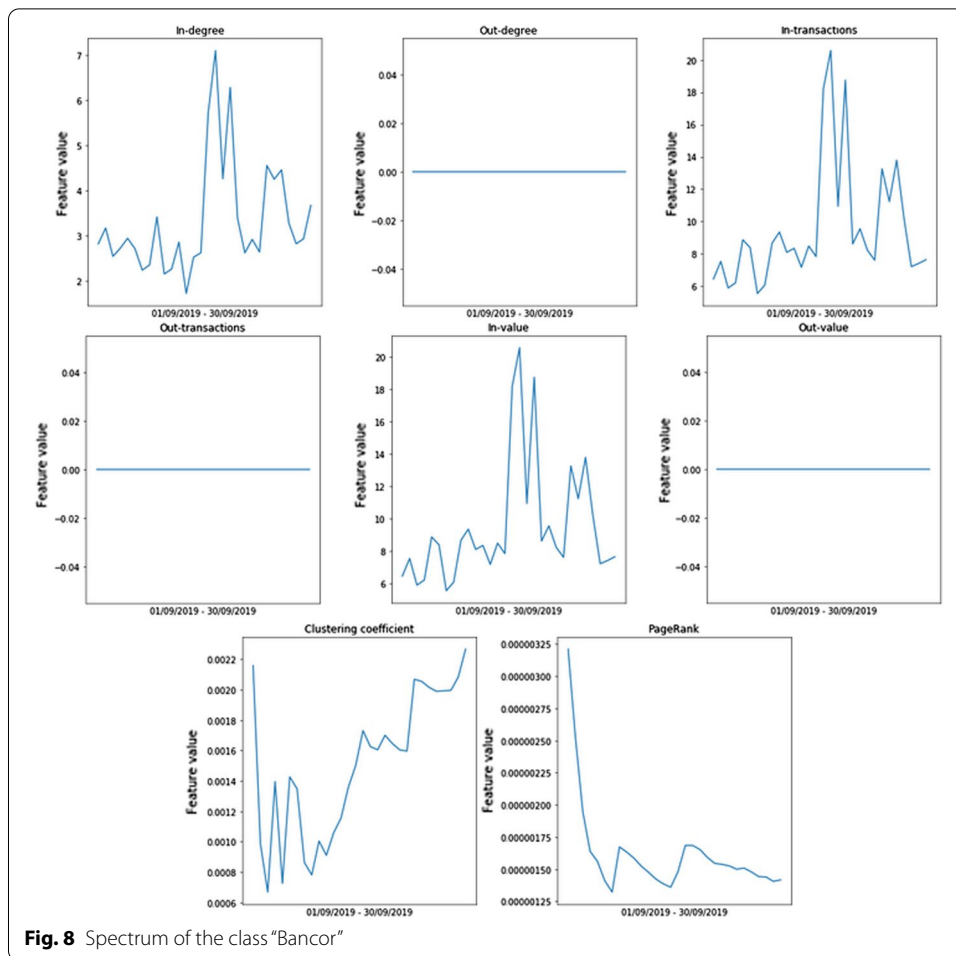 In-degree
Out-degree
In-transactions
7
6
5
4
3
2
Feature value
01/09/2019 - 30/09/2019
0.04
0.02
0.00
−0.02
−0.04
Feature value
20
18
16
14
12
10
8
6
Feature value
01/09/2019 - 30/09/2019
Out-transactions
In-value
Out-value
0.04
0.02
0.00
−0.02
−0.04
Feature value
01/09/2019 - 30/09/2019
20
18
16
14
12
10
8
6
Feature value
01/09/2019 - 30/09/2019
0.04
0.02
0.00
−0.02
−0.04
Feature value
01/09/2019 - 30/09/2019
Clustering coefficient
PageRank
0.0022
0.0020
0.0018
0.0016
0.0014
0.0012
0.0010
0.0008
0.0006
Feature value
01/09/2019 - 30/09/2019
0.00000325
0.00000300
0.00000275
0.00000250
0.00000225
0.00000200
0.00000175
0.00000150
0.00000125
Feature value
01/09/2019 - 30/09/2019
Fig. 8 Spectrum of the class “Bancor”